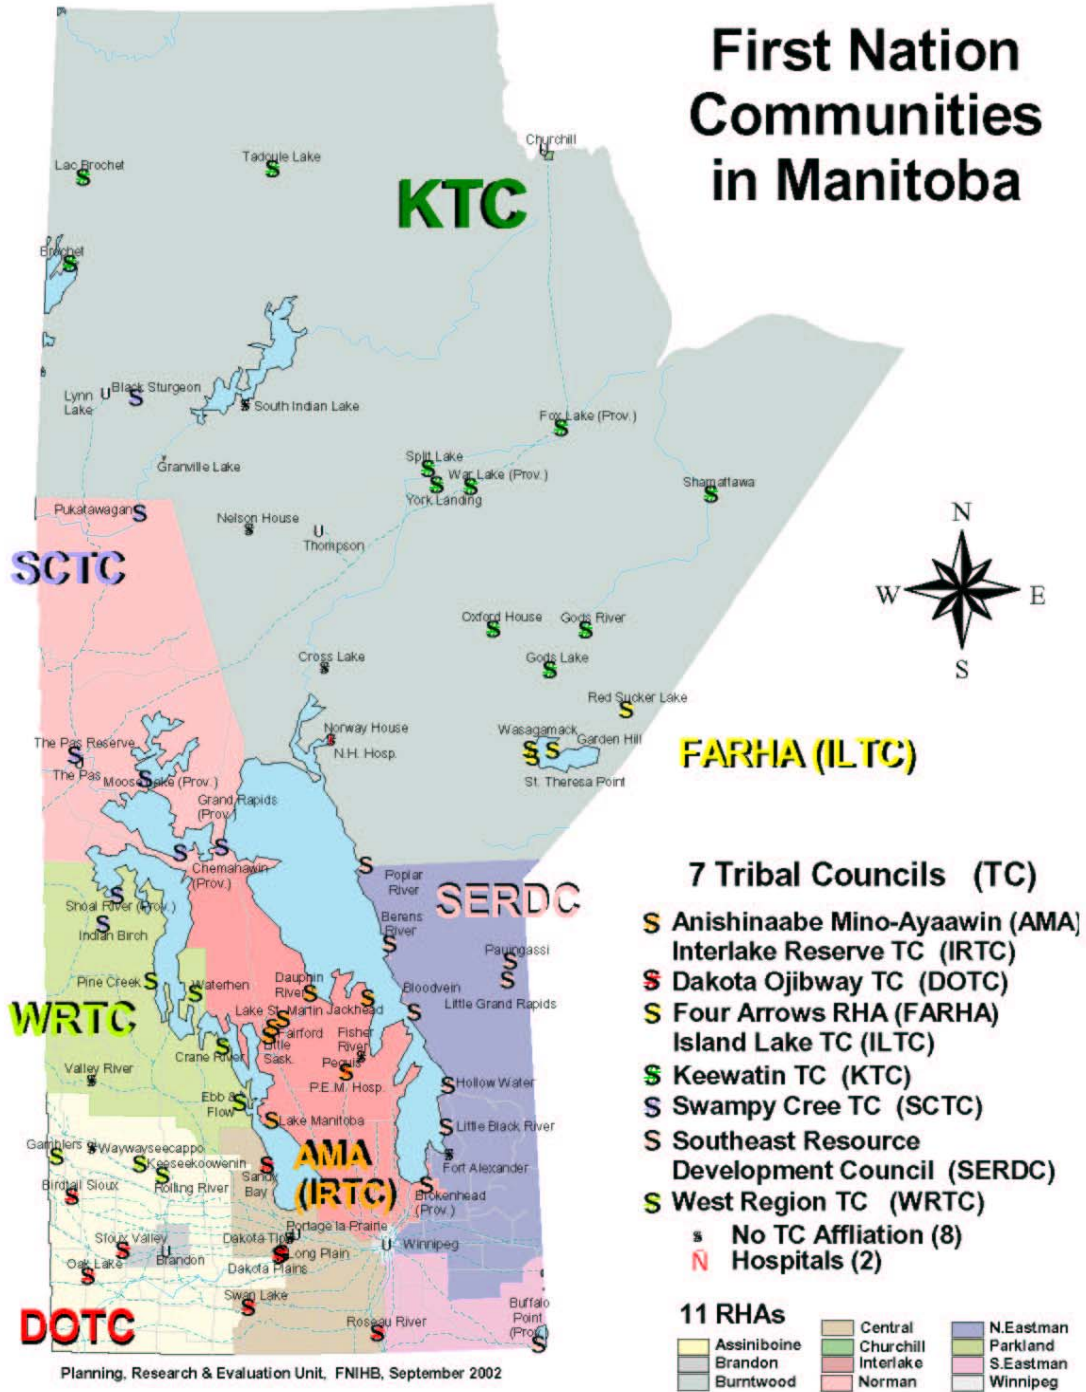 First Nation
Communities
in Manitoba
Churchill
Lac Brochet
Tadoule Lake
KTC
Brochet
Lynn
Lake
U
Black Sturgeon
South Indian Lake
Fox Lake (Prov.)
Granville Lake
Split Lake
War Lake (Prov.)
York Landing
Shamattawa
Pukatawagan
Nelson House
U
Thompson
SCTC
N
W
E
S
Oxford House
Gods River
Gods Lake
Cross Lake
Red Sucker Lake
Norway House
N.H. Hosp.
Wasagamack
Garden Hill
St. Theresa Point
FARHA (ILTC)
The Pas Reserve
The Pas
Moose Lake (Prov.)
Grand Rapids
(Prov.)
Chemahawin
(Prov.)
Poplar
River
SERDC
Shoal River (Prov.)
Indian Birch
Berens
River
Pauingassi
Little Grand Rapids
Pine Creek
Waterhen
Dauphin
River
Bloodvein
WRTC
Lake St. Martin
Jackhead
Fairford
Little
Sask.
Fisher
River
Crane River
Peguis
P.E.M. Hosp.
Valley River
Hollow Water
Ebb &
Flow
Lake Manitoba
Little Black River
Gamblers
Waywayseecappo
Keeseekoowenin
Rolling River
Birdtail Sioux
Sandy
Bay
AMA
(IRTC)
Fort Alexander
Brokenhead
(Prov.)
Portage la Prairie
Dakota Tipi
Long Plain
Dakota Plains
U
Winnipeg
Sioux Valley
U
Brandon
Oak Lake
Swan Lake
Roseau River
Buffalo
Point
(Prov.)
DOTC
7 Tribal Councils (TC)
S Anishinaabe Mino-Ayaawin (AMA)
Interlake Reserve TC (IRTC)
S Dakota Ojibway TC (DOTC)
S Four Arrows RHA (FARHA)
Island Lake TC (ILTC)
S Keewatin TC (KTC)
S Swampy Cree TC (SCTC)
S Southeast Resource
Development Council (SERDC)
S West Region TC (WRTC)
s No TC Affliation (8)
N Hospitals (2)
11 RHAs
Assiniboine
Brandon
Burntwood
Central
Churchill
Interlake
Norman
N.Eastman
Parkland
S.Eastman
Winnipeg
Planning, Research & Evaluation Unit, FNIHB, September 2002